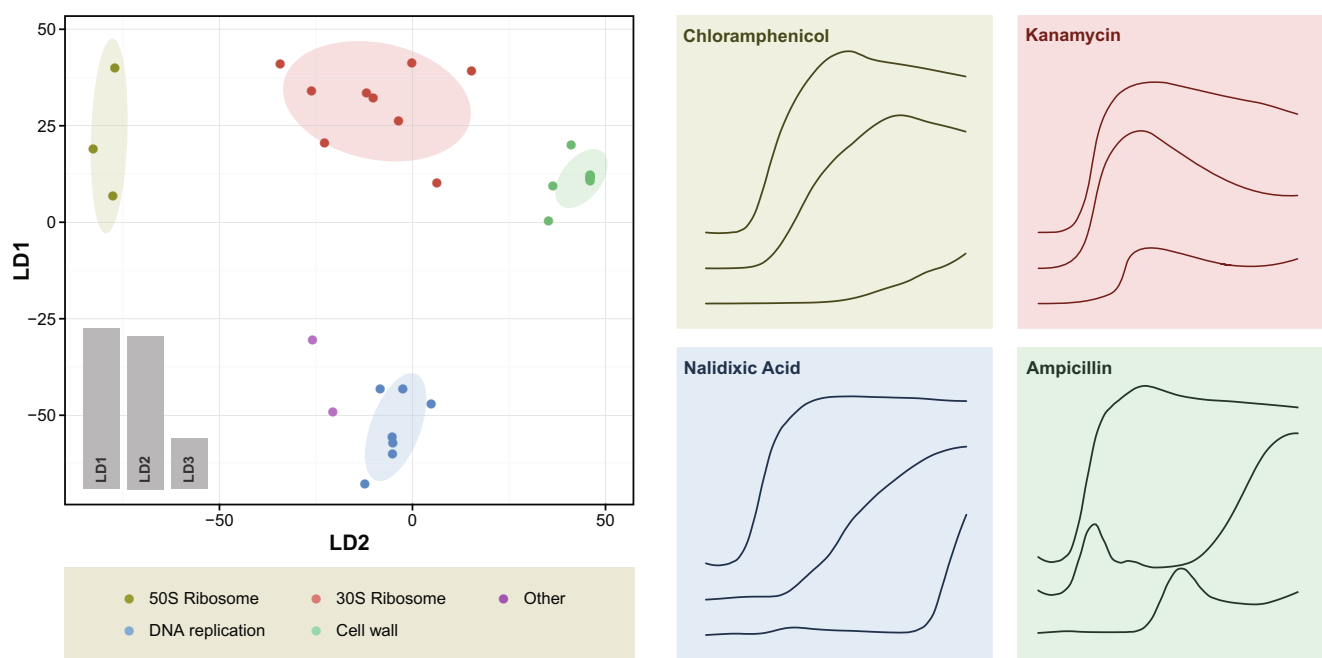 50
25
0
−25
−50
LD1
LD1
LD2
LD3
−50
0
50
LD2
50S Ribosome
30S Ribosome
Other
DNA replication
Cell wall
Chloramphenicol
Kanamycin
Nalidixic Acid
Ampicillin